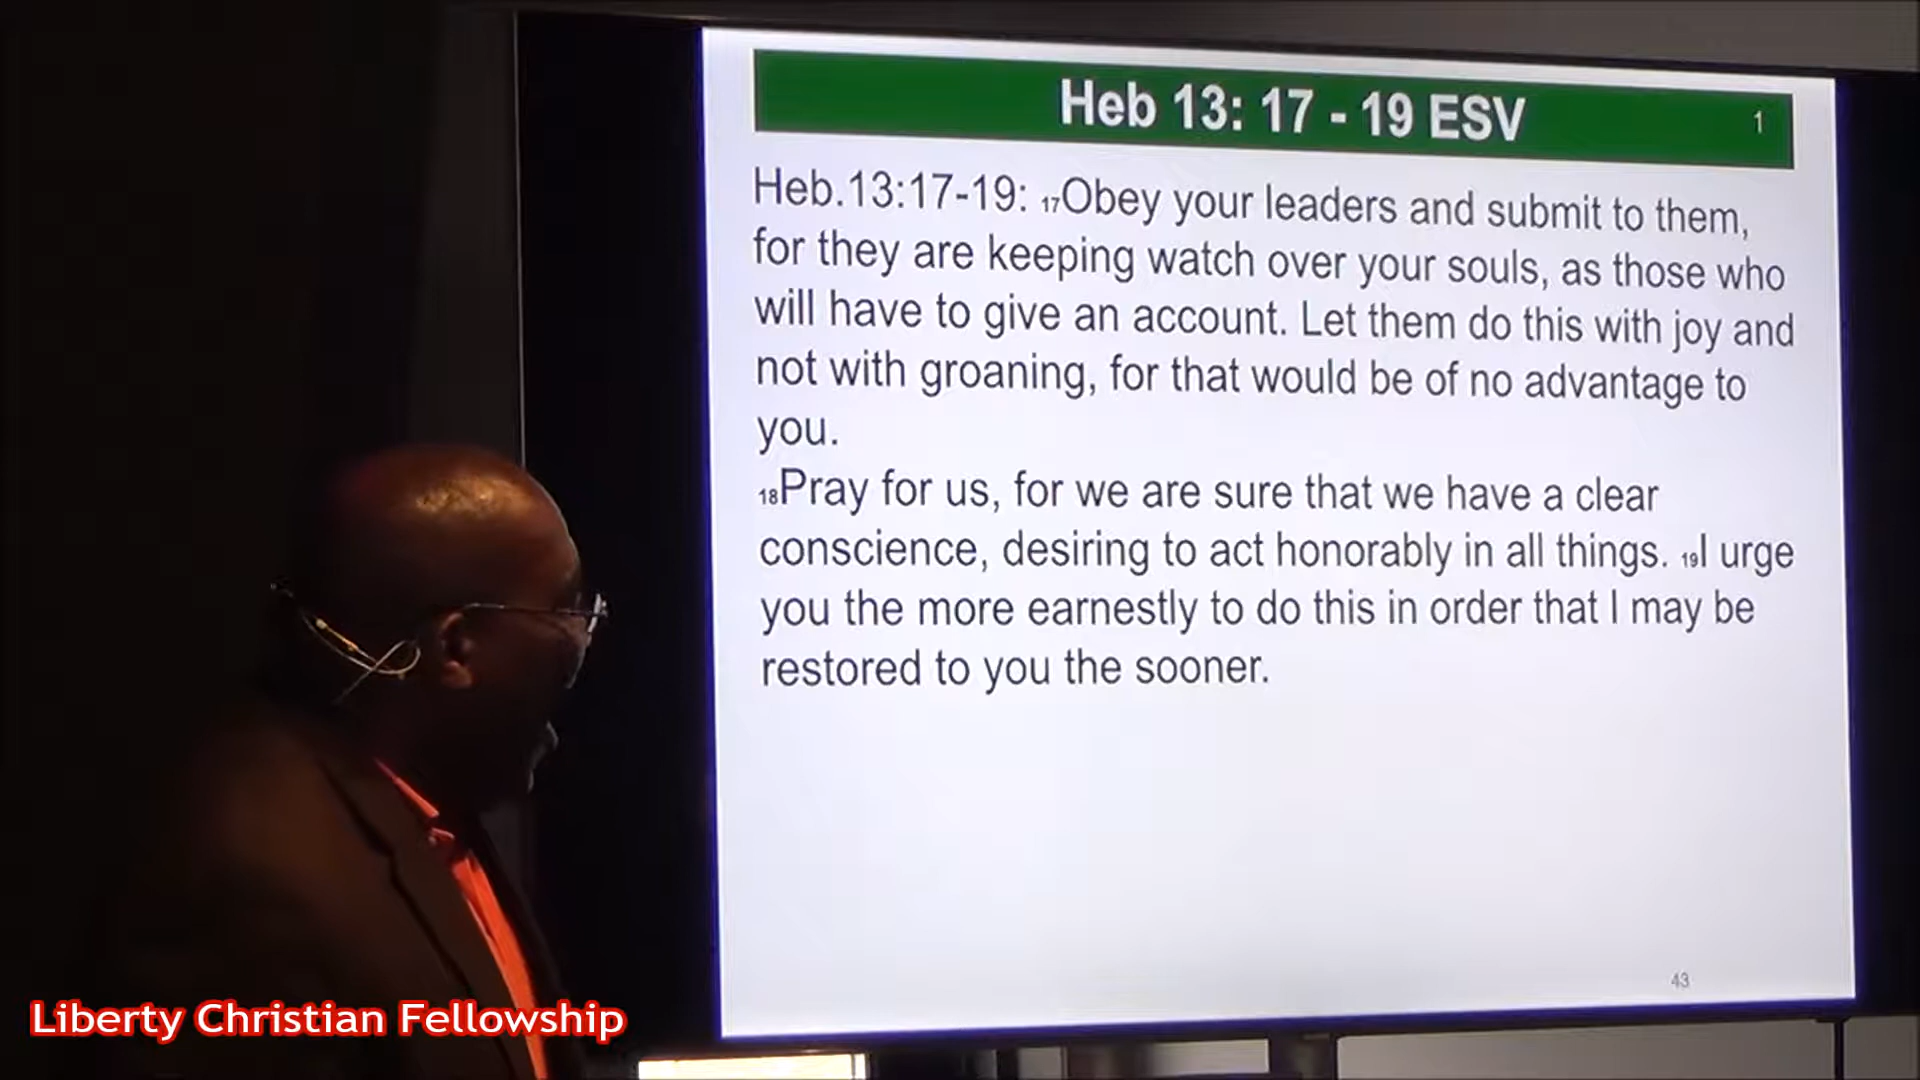 Heb 13: 17 - 19 ESV
1
Heb.13:17-19: 17Obey your leaders and submit to them,
for they are keeping watch over your souls, as those who
will have to give an account. Let them do this with joy and
not with groaning, for that would be of no advantage to
you.
18Pray for us, for we are sure that we have a clear
conscience, desiring to act honorably in all things. 19I urge
you the more earnestly to do this in order that I may be
restored to you the sooner.
43
Liberty Christian Fellowship